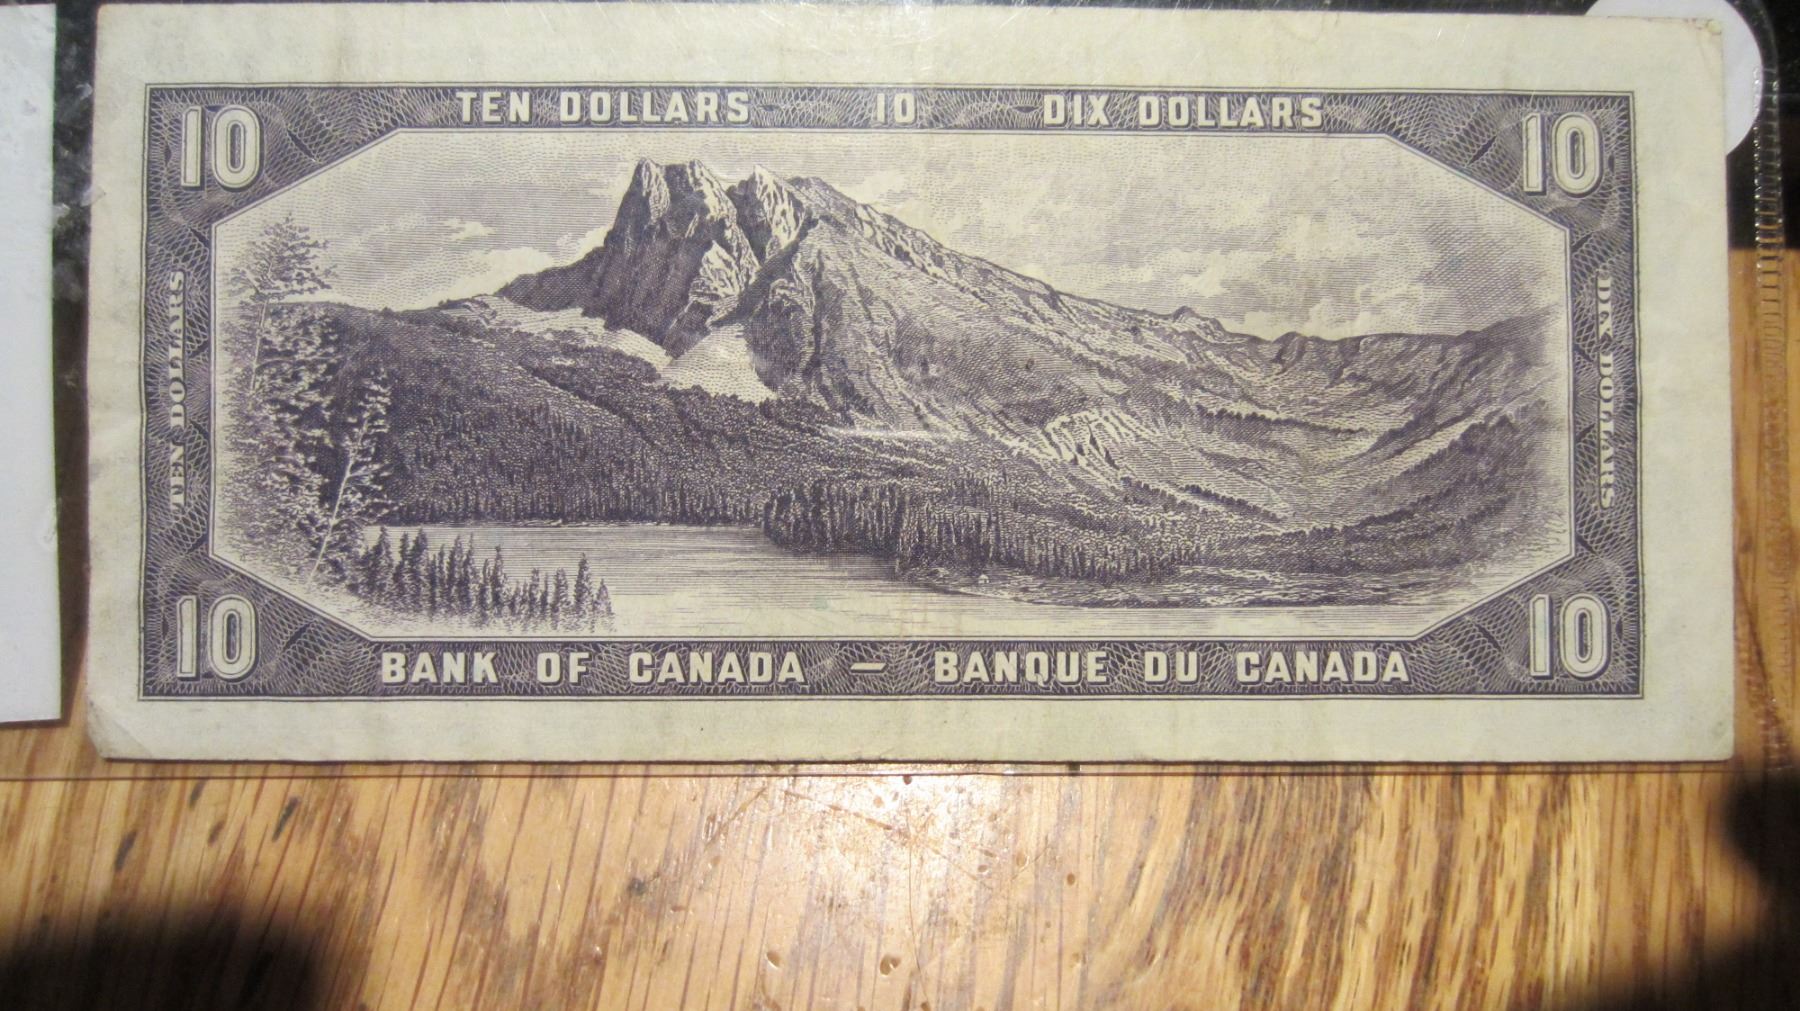 TEN DOLLARS 10 DIX DOLLARS
10
10
TEN DOLLARS
DIX DOLLARS
10
10
BANK OF CANADA – BANQUE DU CANADA